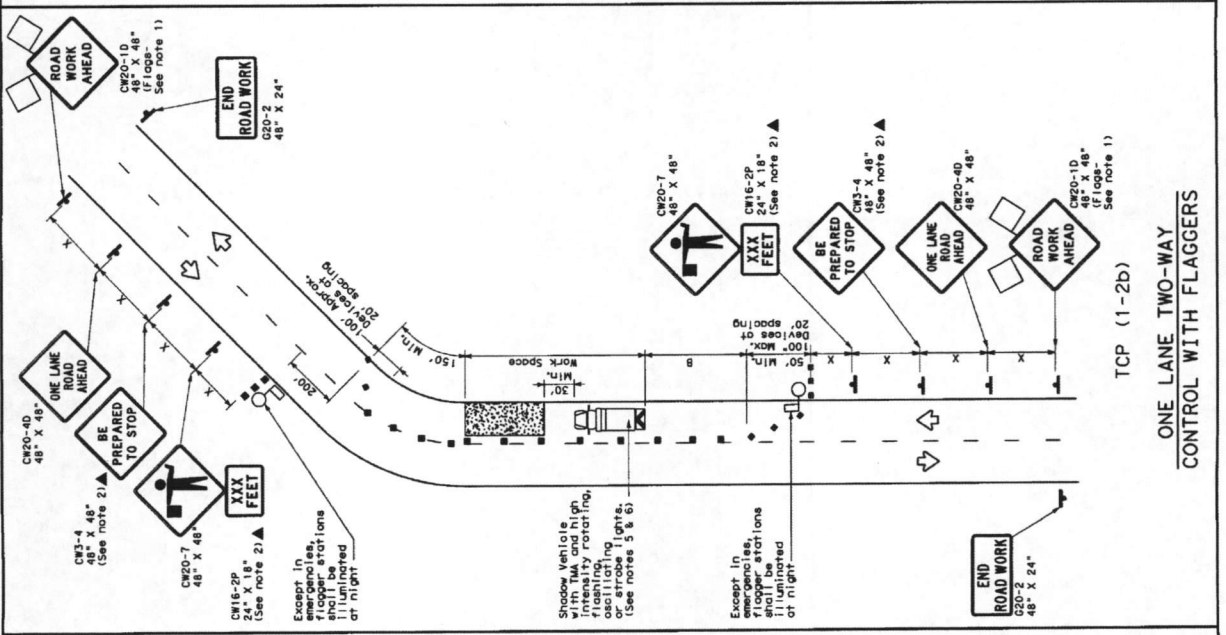 ROAD
WORK
AHEAD
CW20-1D
48" X 48"
(Flags-
See note 1)
END
ROAD WORK
G20-2
48" X 24"
X
X
X
X
ONE LANE
ROAD
AHEAD
CW20-4D
48" X 48"
BE
PREPARED
TO STOP
CW3-4
48" X 48"
(See note 2)▲
CW20-7
48" X 48"
XXX
FEET
CW16-2P
24" X 18"
(See note 2)▲
Except in
emergencies,
flagger stations
shall be
illuminated
at night
200'
100' Approx.
Devices at
20' spacing
150' Min.
Work Space
30'
Min.
B
Shadow Vehicle
with TMA and high
intensity rotating,
flashing,
oscillating
or strobe lights.
(See notes 5 & 6)
50' Min.
100" Max.
Devices at
20' spacing
Except in
emergencies,
flagger stations
shall be
illuminated
at night
X
X
X
X
CW20-7
48" X 48"
XXX
FEET
CW16-2P
24" X 18"
(See note 2)▲
BE
PREPARED
TO STOP
CW3-4
48" X 48"
(See note 2)▲
ONE LANE
ROAD
AHEAD
CW20-4D
48" X 48"
ROAD
WORK
AHEAD
CW20-1D
48" X 48"
(Flags-
See note 1)
END
ROAD WORK
G20-2
48" X 24"
TCP (1-2b)
ONE LANE TWO-WAY
CONTROL WITH FLAGGERS